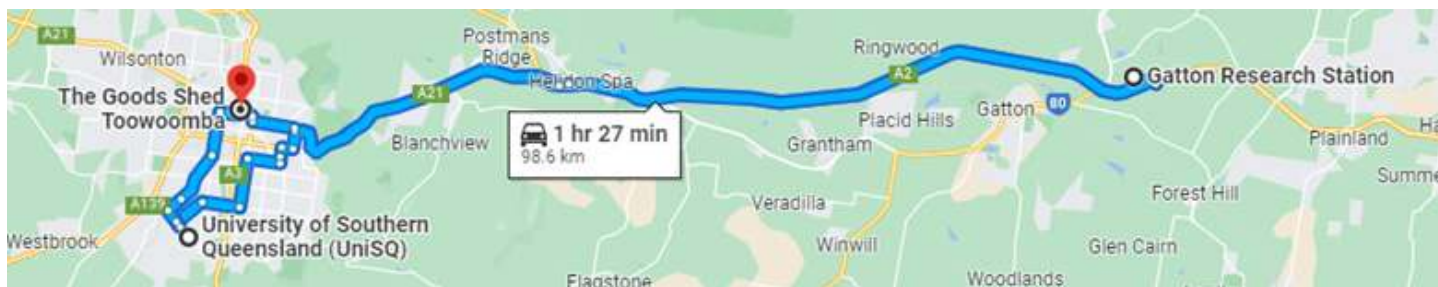 A21
Wilsonton
Postmans
Ridge
Ringwood
The Goods Shed
Toowoomba
Helidon Spa
A2
Gatton Research Station
A21
80
Gatton
1 hr 27 min
98.6 km
Placid Hills
Blanchview
Grantham
Plainland
A3
Forest Hill
Summe
Veradilla
University of Southern
Queensland (UniSQ)
Westbrook
Winwill
Glen Cairn
Flagstone
Woodlands